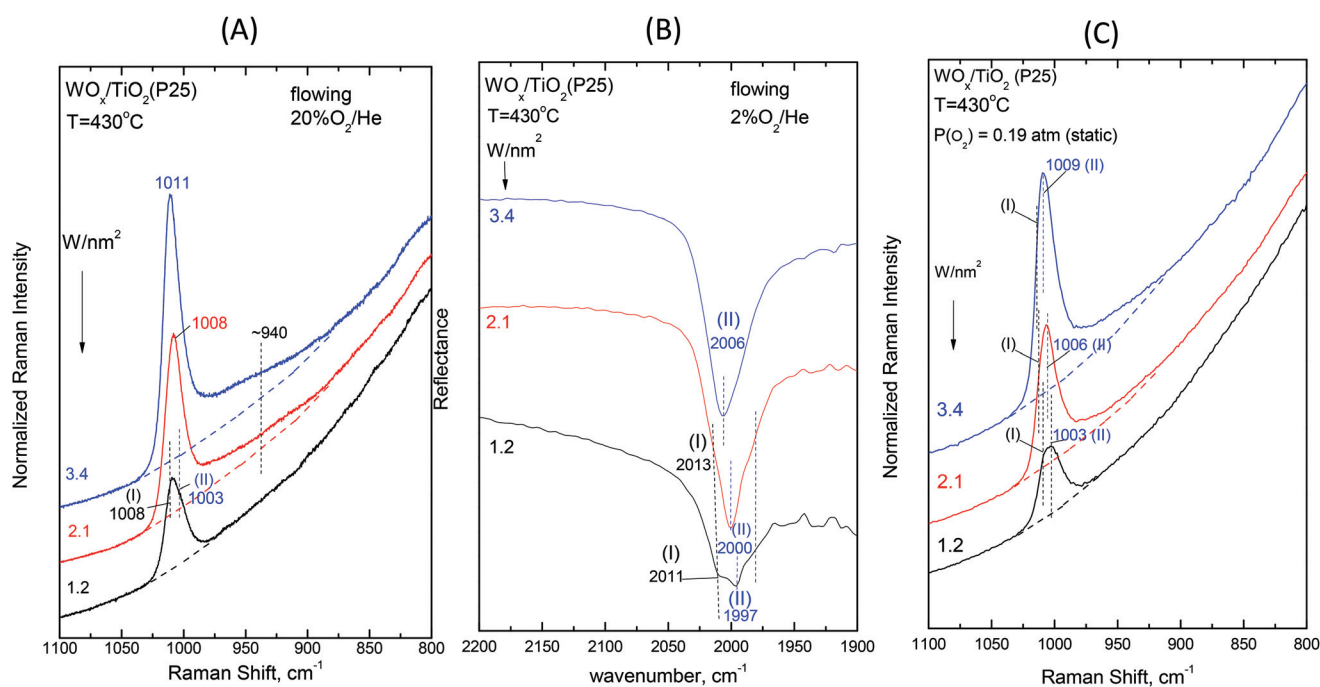 (A)
WOₓ/TiO₂(P25)
T=430°C
flowing
20%O₂/He
W/nm²
1011
1008
~940
3.4
(I)
1008
(II)
1003
2.1
1.2
Normalized Raman Intensity
1100 1050 1000 950 900 850 800
Raman Shift, cm⁻¹
(B)
WOₓ/TiO₂(P25)
T=430°C
flowing
2%O₂/He
W/nm²
3.4
(II)
2006
2.1
(I)
2013
1.2
(II)
2000
(I)
2011
(II)
1997
Reflectance
2200 2150 2100 2050 2000 1950 1900
wavenumber, cm⁻¹
(C)
WOₓ/TiO₂ (P25)
T=430°C
P(O₂) = 0.19 atm (static)
1009 (II)
(I)
W/nm²
(I)
1006 (II)
3.4
(I)
1003 (II)
2.1
1.2
Normalized Raman Intensity
1100 1050 1000 950 900 850 800
Raman Shift, cm⁻¹